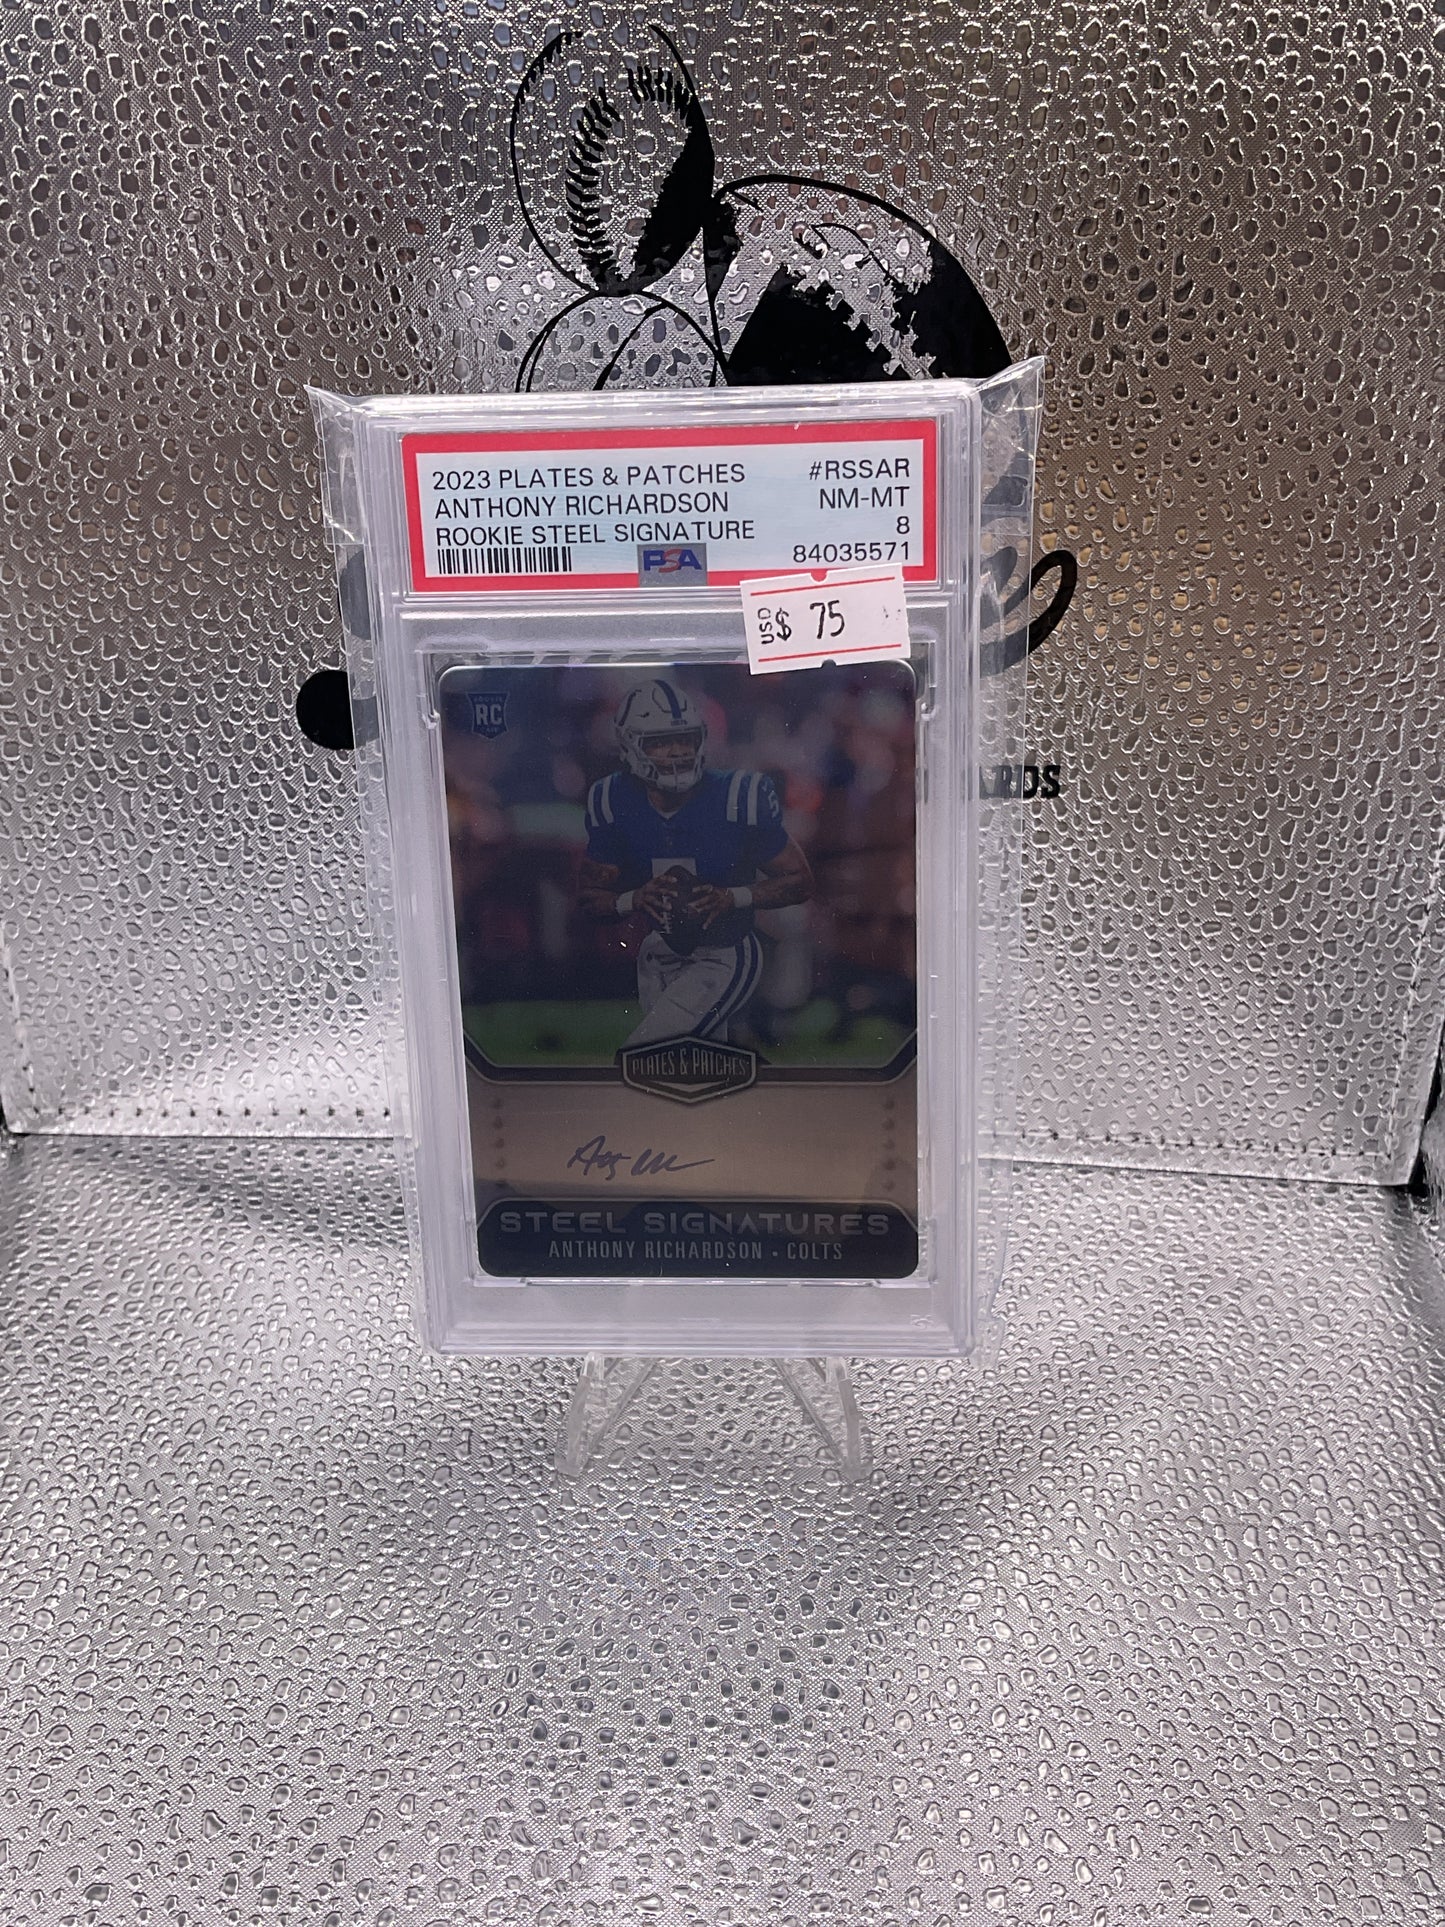 2023 PLATES & PATCHES #RSSAR
ANTHONY RICHARDSON NM-MT
ROOKIE STEEL SIGNATURE 8
PSA 84035571
USD $ 75
RC
PLATES & PATCHES
STEEL SIGNATURES
ANTHONY RICHARDSON • COLTS